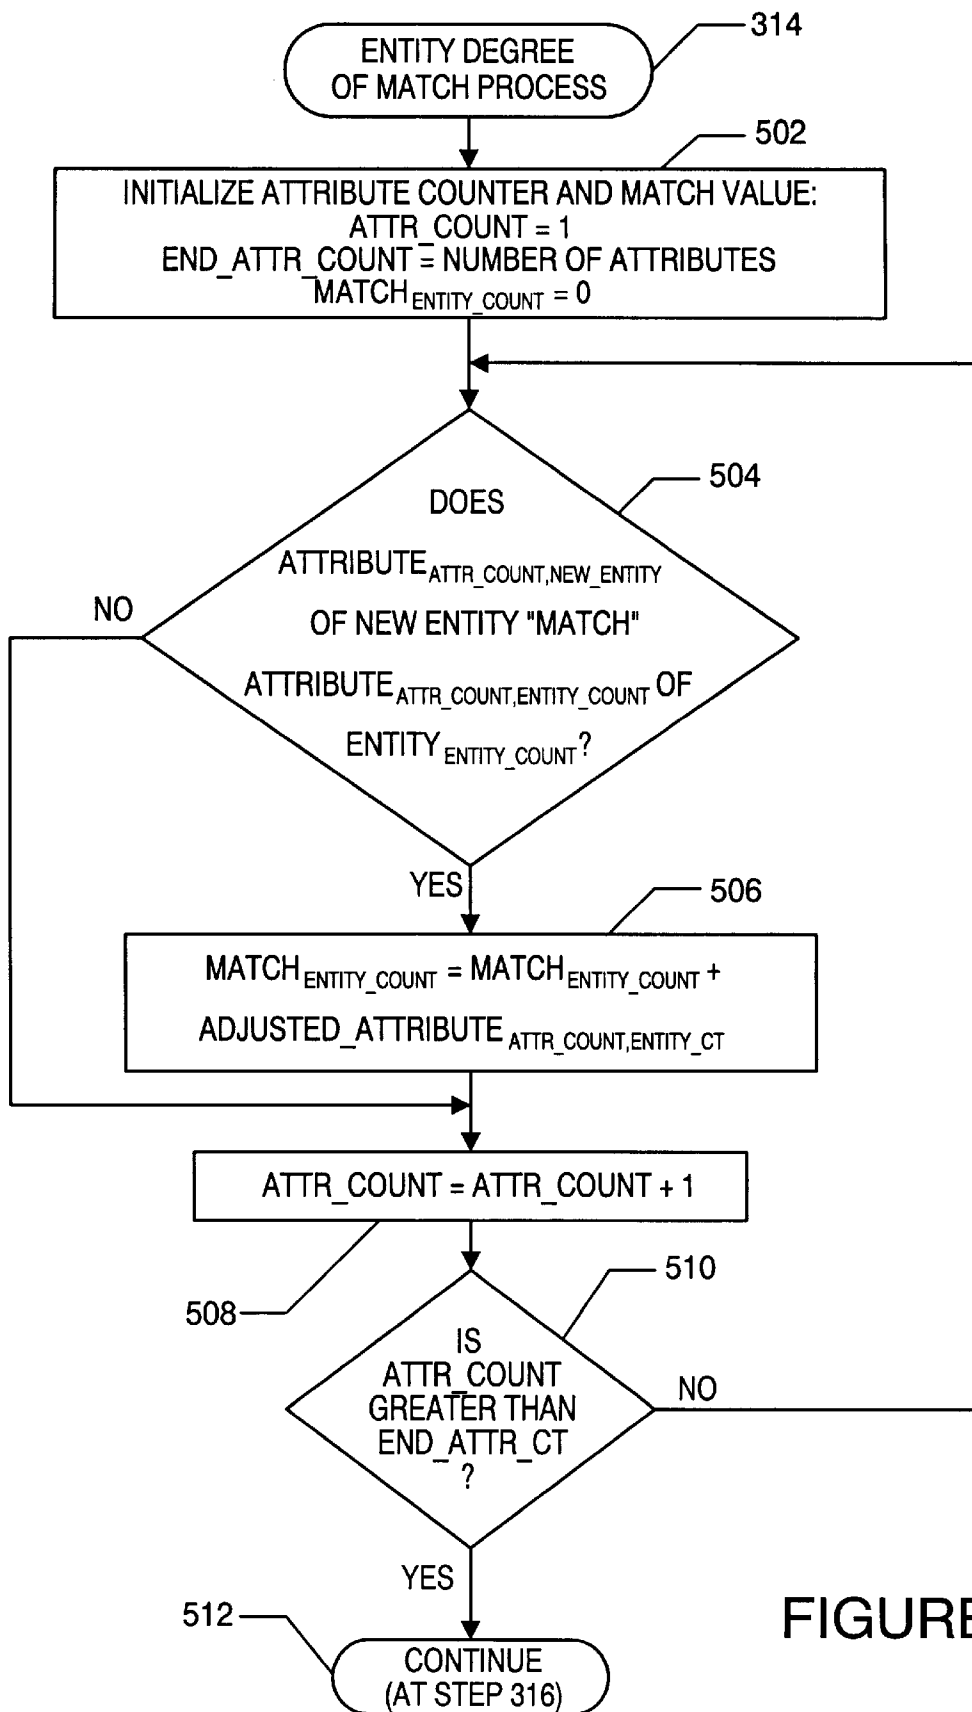 ENTITY DEGREE
OF MATCH PROCESS
314
502
INITIALIZE ATTRIBUTE COUNTER AND MATCH VALUE:
ATTR_COUNT = 1
END_ATTR_COUNT = NUMBER OF ATTRIBUTES
MATCH ENTITY_COUNT = 0
504
DOES
ATTRIBUTE ATTR_COUNT,NEW_ENTITY
OF NEW ENTITY "MATCH"
ATTRIBUTE ATTR_COUNT,ENTITY_COUNT OF
ENTITY ENTITY_COUNT?
NO
YES
506
MATCH ENTITY_COUNT = MATCH ENTITY_COUNT +
ADJUSTED_ATTRIBUTE ATTR_COUNT,ENTITY_CT
ATTR_COUNT = ATTR_COUNT + 1
508
510
IS
ATTR_COUNT
GREATER THAN
END_ATTR_CT
?
NO
YES
512
CONTINUE
(AT STEP 316)
FIGURE